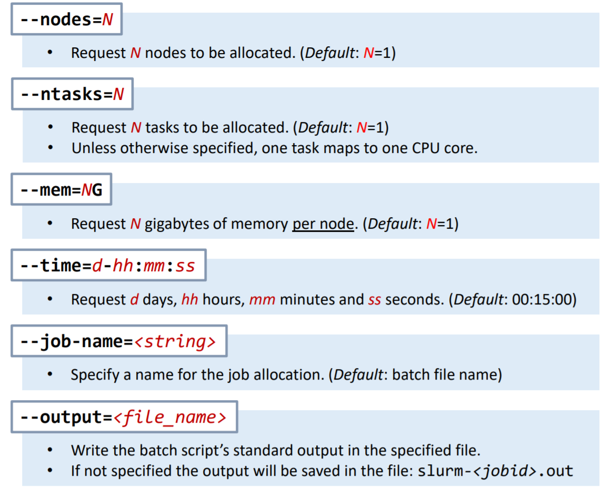 --nodes=N
• Request N nodes to be allocated. (Default: N=1)
--ntasks=N
• Request N tasks to be allocated. (Default: N=1)
• Unless otherwise specified, one task maps to one CPU core.
--mem=NG
• Request N gigabytes of memory per node. (Default: N=1)
--time=d-hh:mm:ss
• Request d days, hh hours, mm minutes and ss seconds. (Default: 00:15:00)
--job-name=<string>
• Specify a name for the job allocation. (Default: batch file name)
--output=<file_name>
• Write the batch script’s standard output in the specified file.
• If not specified the output will be saved in the file: slurm-<jobid>.out